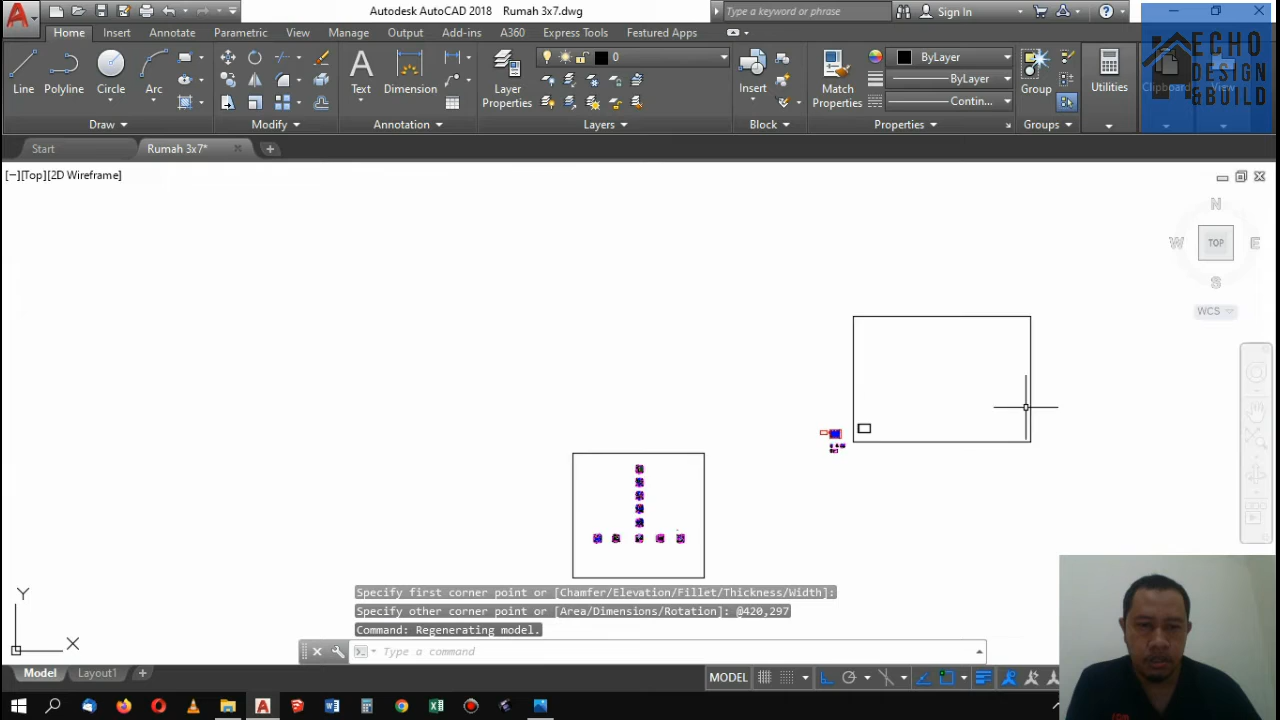 Autodesk AutoCAD 2018 Rumah 3x7.dwg
Type a keyword or phrase
Sign In
Home Insert Annotate Parametric View Manage Output Add-ins A360 Express Tools Featured Apps
Line Polyline Circle Arc
Text Dimension
Layer Properties
0
Insert
Match Properties
ByLayer
ByLayer
Contin...
Group
Utilities
Clipboard
View
ECHO
DESIGN
&BUILD
Draw Modify Annotation Layers Block Properties Groups
Start Rumah 3x7*
[−][Top][2D Wireframe]
N
W TOP E
S
WCS
Specify first corner point or [Chamfer/Elevation/Fillet/Thickness/Width]:
Specify other corner point or [Area/Dimensions/Rotation]: @420,297
Command: Regenerating model.
Type a command
Y
X
Model Layout1
MODEL